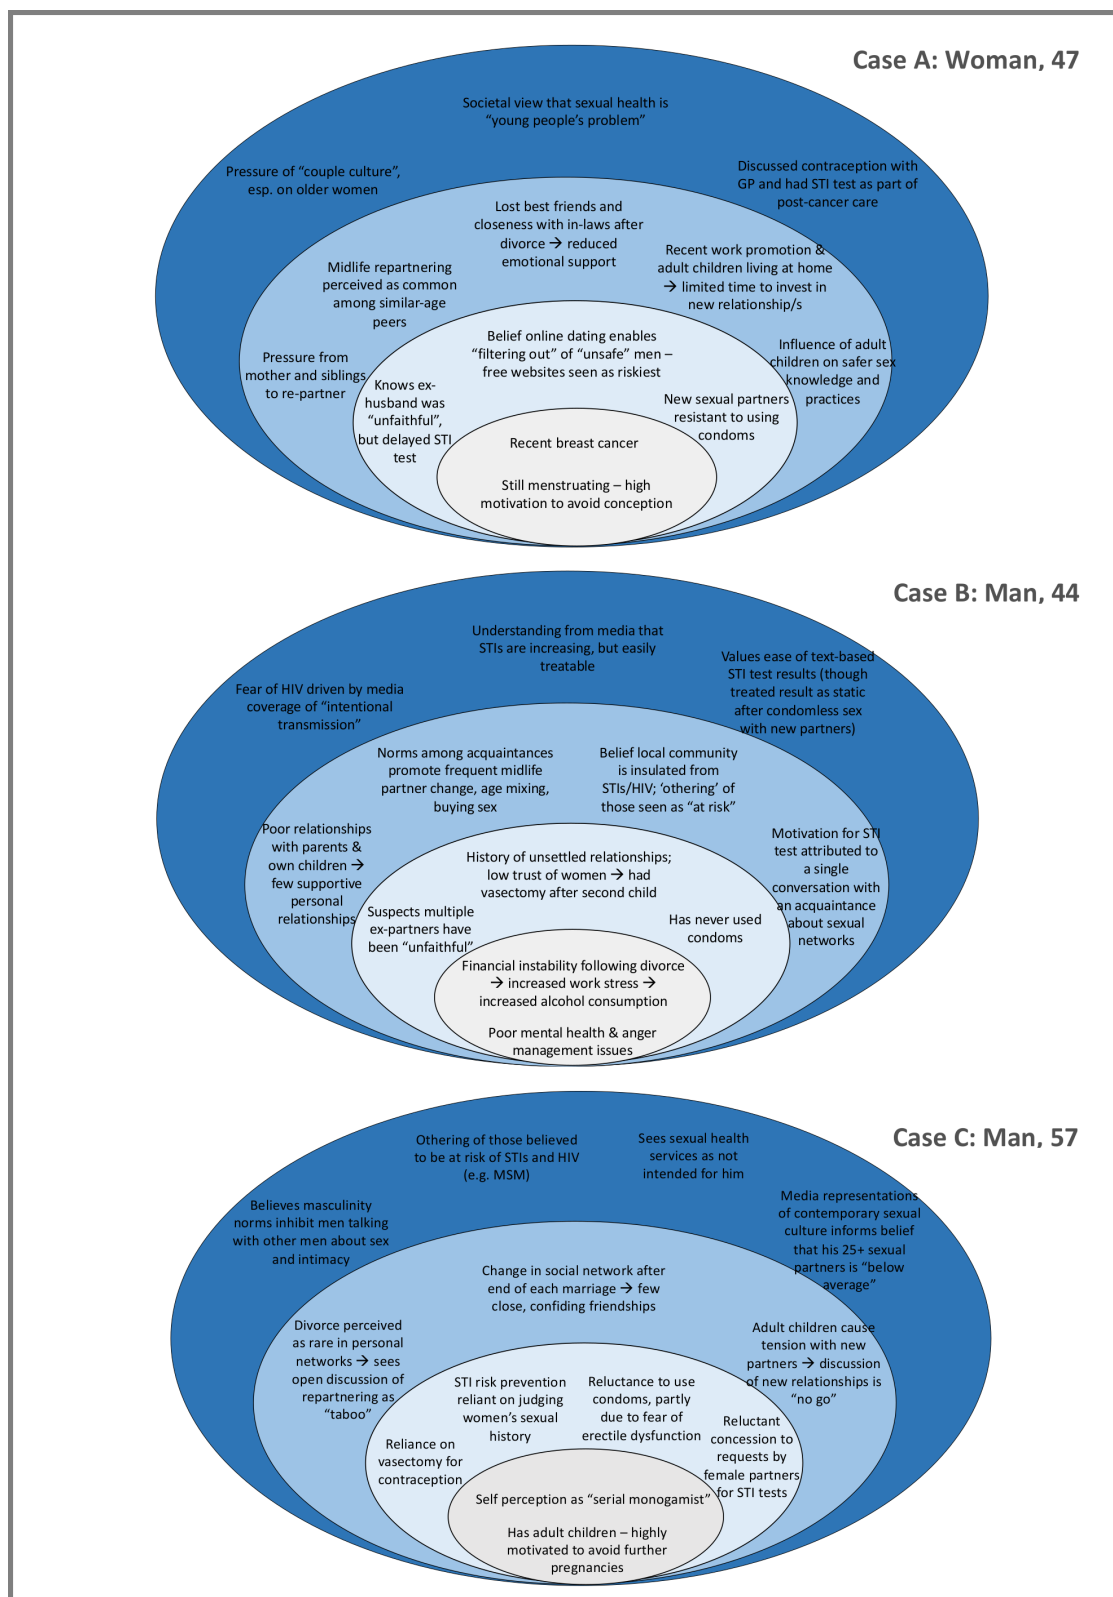 Case A: Woman, 47
Societal view that sexual health is
“young people’s problem”
Pressure of “couple culture”,
esp. on older women
Discussed contraception with
GP and had STI test as part of
post-cancer care
Lost best friends and
closeness with in-laws after
divorce → reduced
emotional support
Midlife repartnering
perceived as common
among similar-age
peers
Recent work promotion &
adult children living at home
→ limited time to invest in
new relationship/s
Pressure from
mother and siblings
to re-partner
Influence of adult
children on safer sex
knowledge and
practices
Belief online dating enables
“filtering out” of “unsafe” men –
free websites seen as riskiest
Knows ex-
husband was
“unfaithful”,
but delayed STI
test
New sexual partners
resistant to using
condoms
Recent breast cancer
Still menstruating – high
motivation to avoid conception
Case B: Man, 44
Understanding from media that
STIs are increasing, but easily
treatable
Fear of HIV driven by media
coverage of “intentional
transmission”
Values ease of text-based
STI test results (though
treated result as static
after condomless sex
with new partners)
Norms among acquaintances
promote frequent midlife
partner change, age mixing,
buying sex
Belief local community
is insulated from
STIs/HIV; ‘othering’ of
those seen as “at risk”
Poor relationships
with parents &
own children →
few supportive
personal
relationships
Motivation for STI
test attributed to
a single
conversation with
an acquaintance
about sexual
networks
History of unsettled relationships;
low trust of women → had
vasectomy after second child
Suspects multiple
ex-partners have
been “unfaithful”
Has never used
condoms
Financial instability following divorce
→ increased work stress →
increased alcohol consumption
Poor mental health & anger
management issues
Case C: Man, 57
Othering of those believed
to be at risk of STIs and HIV
(e.g. MSM)
Sees sexual health
services as not
intended for him
Believes masculinity
norms inhibit men talking
with other men about sex
and intimacy
Media representations
of contemporary sexual
culture informs belief
that his 25+ sexual
partners is “below
average”
Change in social network after
end of each marriage → few
close, confiding friendships
Divorce perceived
as rare in personal
networks → sees
open discussion of
repartnering as
“taboo”
Adult children cause
tension with new
partners → discussion
of new relationships is
“no go”
STI risk prevention
reliant on judging
women’s sexual
history
Reluctance to use
condoms, partly
due to fear of
erectile dysfunction
Reliance on
vasectomy for
contraception
Reluctant
concession to
requests by
female partners
for STI tests
Self perception as “serial monogamist”
Has adult children – highly
motivated to avoid further
pregnancies